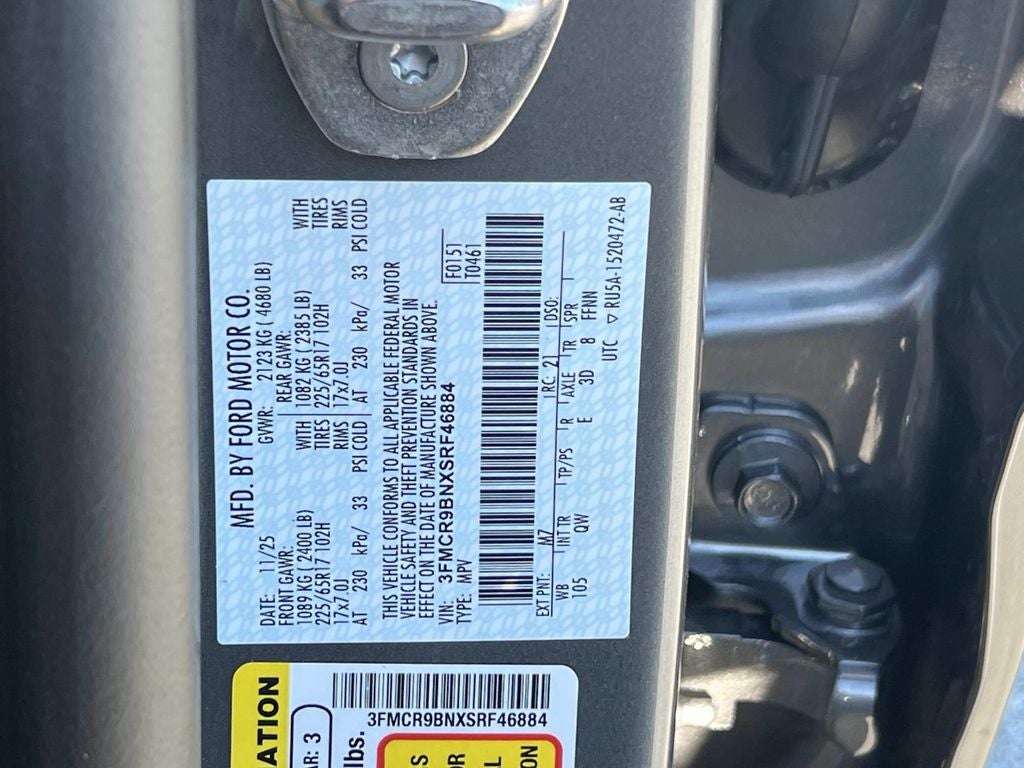 MFD. BY FORD MOTOR CO.
DATE: 11/25 GVWR: 2123 KG ( 4680 LB)
FRONT GAWR: REAR GAWR:
1089 KG ( 2400 LB) WITH 1082 KG ( 2385 LB) WITH
225/65R17 102H TIRES 225/65R17 102H TIRES
17x7.0J RIMS 17x7.0J RIMS
AT 230 kPa/ 33 PSI COLD AT 230 kPa/ 33 PSI COLD
THIS VEHICLE CONFORMS TO ALL APPLICABLE FEDERAL MOTOR
VEHICLE SAFETY AND THEFT PREVENTION STANDARDS IN
EFFECT ON THE DATE OF MANUFACTURE SHOWN ABOVE.
VIN: 3FMCR9BNXSRF46884 F0151
TYPE: MPV T0461
EXT PNT: M7 RC: 21 DSO:
WB INT TR TP/PS R AXLE TR SPR
105 QW E 3D 8 FFNN
UTC ▽ RU5A-1520472-AB
ATION
AR: 3
lbs.
3FMCR9BNXSRF46884
S
OR
L
ON